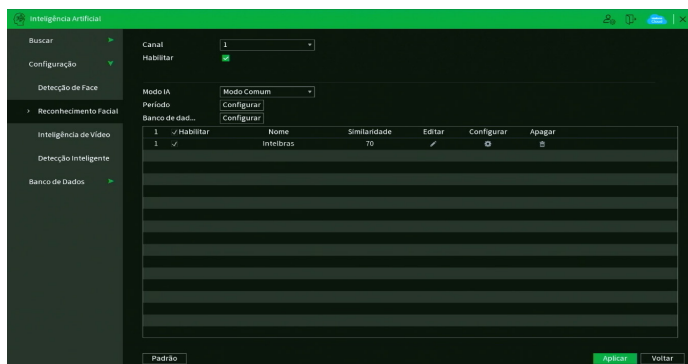 Inteligência Artificial
Buscar
Configuração
Detecção de Face
Reconhecimento Facial
Inteligência de Vídeo
Detecção Inteligente
Banco de Dados
Canal 1
Habilitar
Modo IA Modo Comum
Período Configurar
Banco de dad... Configurar
1 Habilitar Nome Similaridade Editar Configurar Apagar
1 Intelbras 70
Padrão Aplicar Voltar